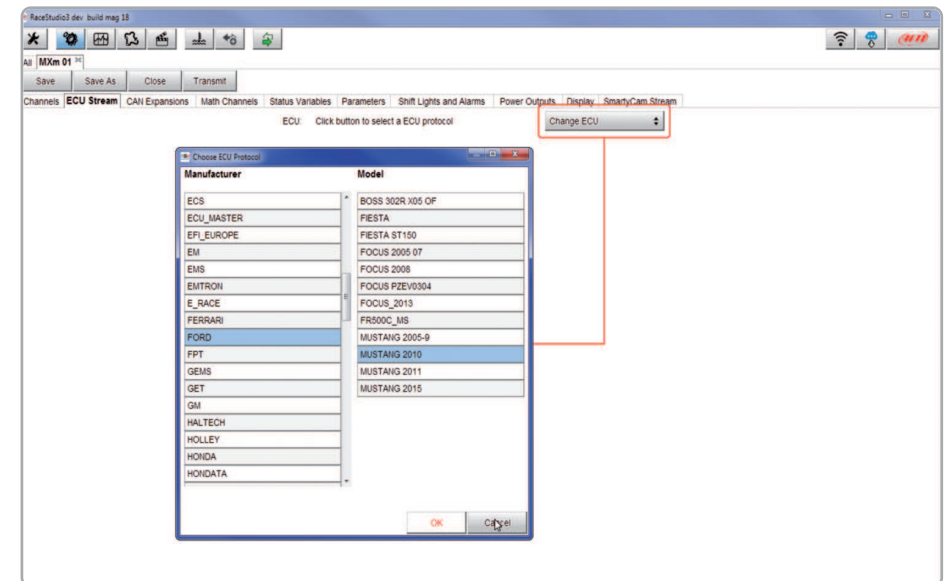 RaceStudio3 dev build mag 18
AiM
All MXm 01
Save Save As Close Transmit
Channels ECU Stream CAN Expansions Math Channels Status Variables Parameters Shift Lights and Alarms Power Outputs Display SmartyCam Stream
ECU: Click button to select a ECU protocol Change ECU
Choose ECU Protocol
Manufacturer Model
ECS BOSS 302R X05 OF
ECU_MASTER FIESTA
EFI_EUROPE FIESTA ST150
EM FOCUS 2005 07
EMS FOCUS 2008
EMTRON FOCUS PZEV0304
E_RACE FOCUS_2013
FERRARI FR500C_MS
FORD MUSTANG 2005-9
FPT MUSTANG 2010
GEMS MUSTANG 2011
GET MUSTANG 2015
GM
HALTECH
HOLLEY
HONDA
HONDATA
OK Cancel